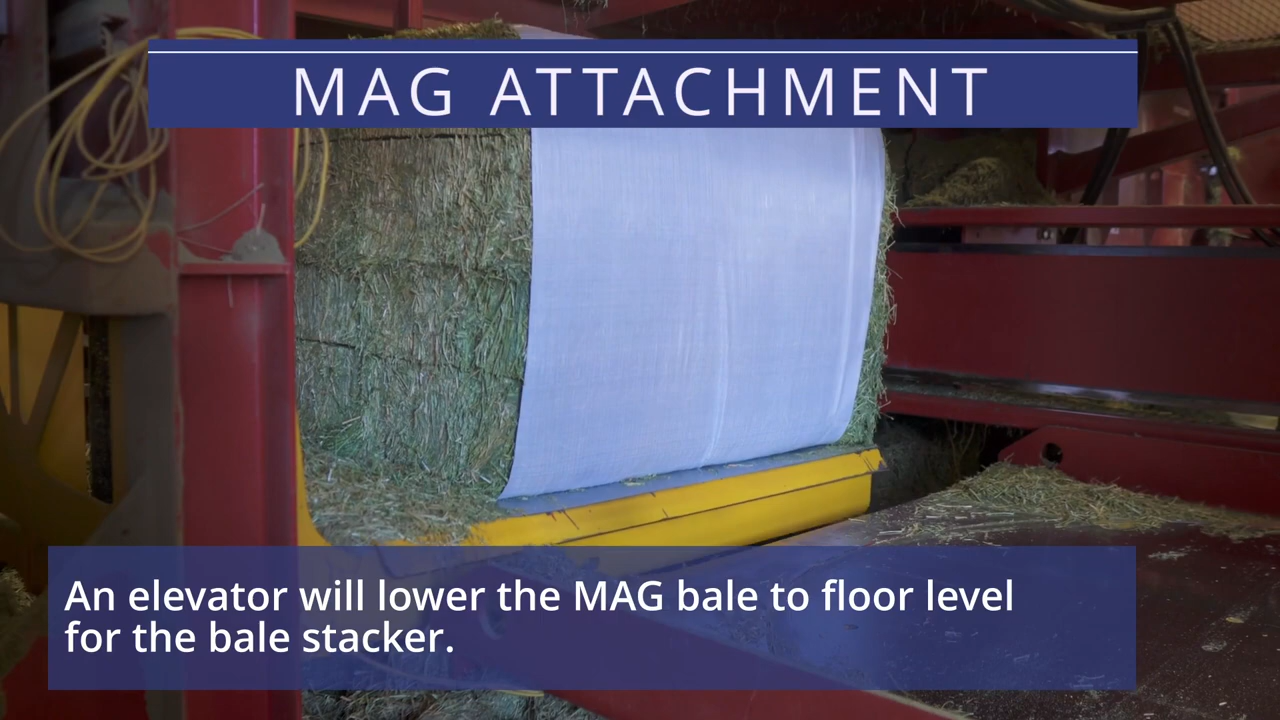 MAG ATTACHMENT
An elevator will lower the MAG bale to floor level
for the bale stacker.